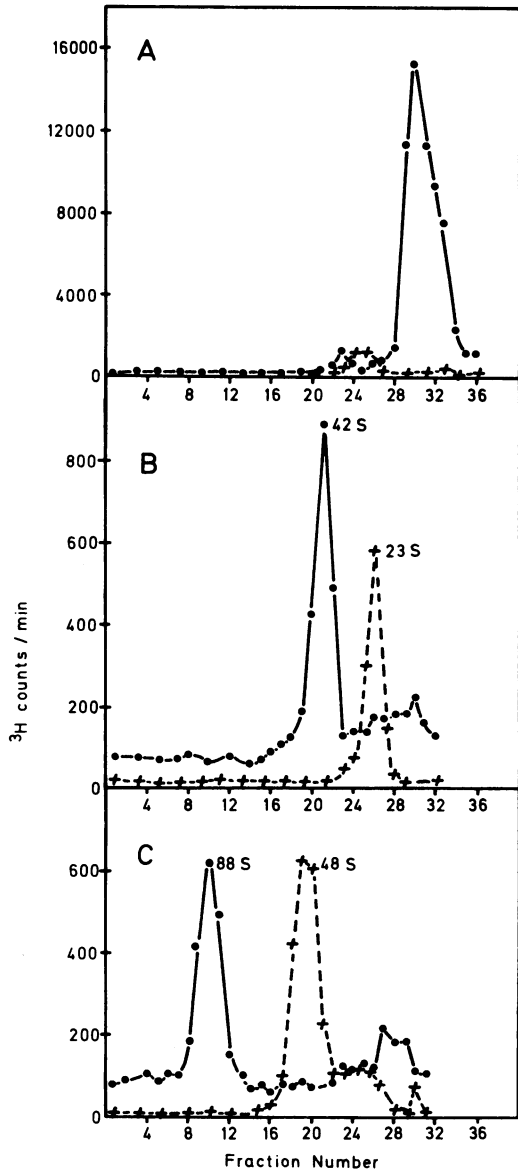 A
16000
12000
8000
4000
0
4 8 12 16 20 24 28 32 36
B
42 S
23 S
800
600
400
200
0
4 8 12 16 20 24 28 32 36
C
88 S
48 S
600
400
200
0
4 8 12 16 20 24 28 32 36
³H counts / min
Fraction Number